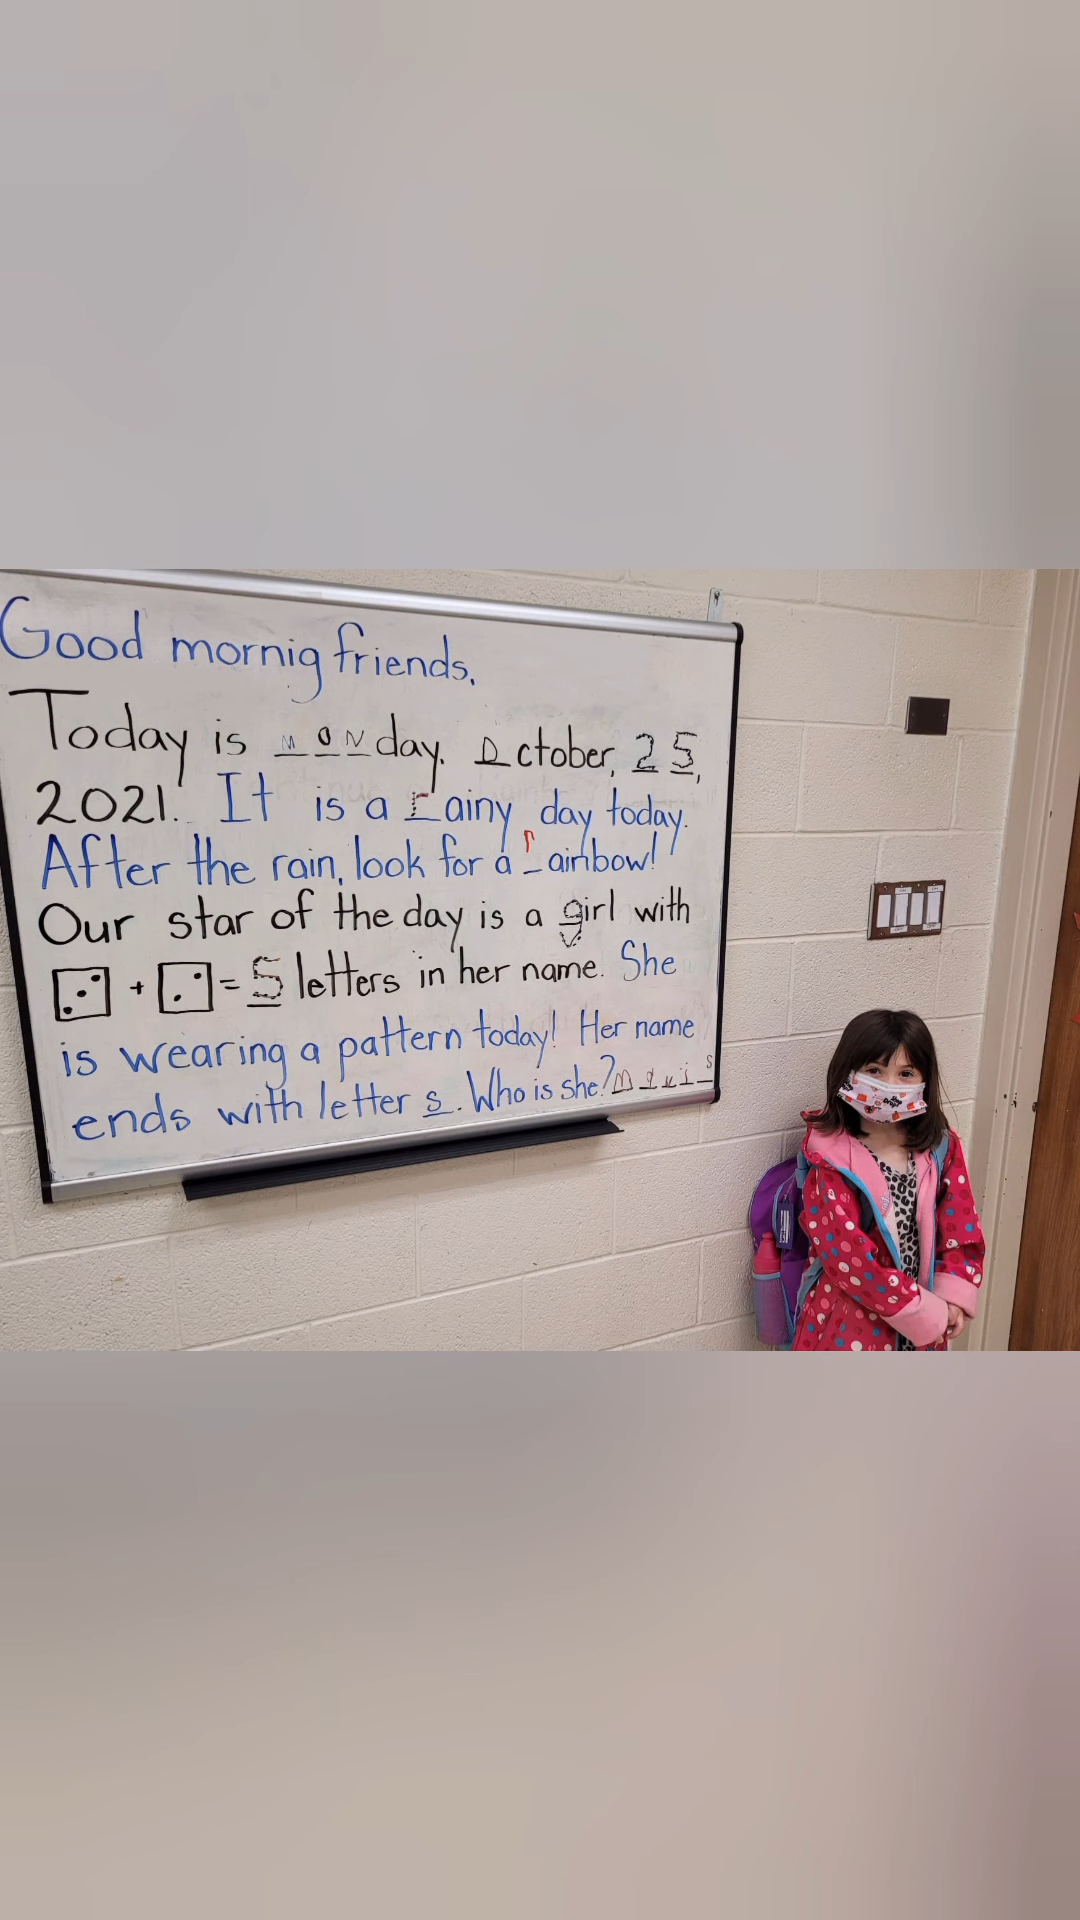 Good mornig friends,
Today is MONday. October, 25,
2021. It is a rainy day today.
After the rain, look for a rainbow!
Our star of the day is a girl with
+ = 5 letters in her name. She
is wearing a pattern today! Her name
ends with letter s. Who is she?